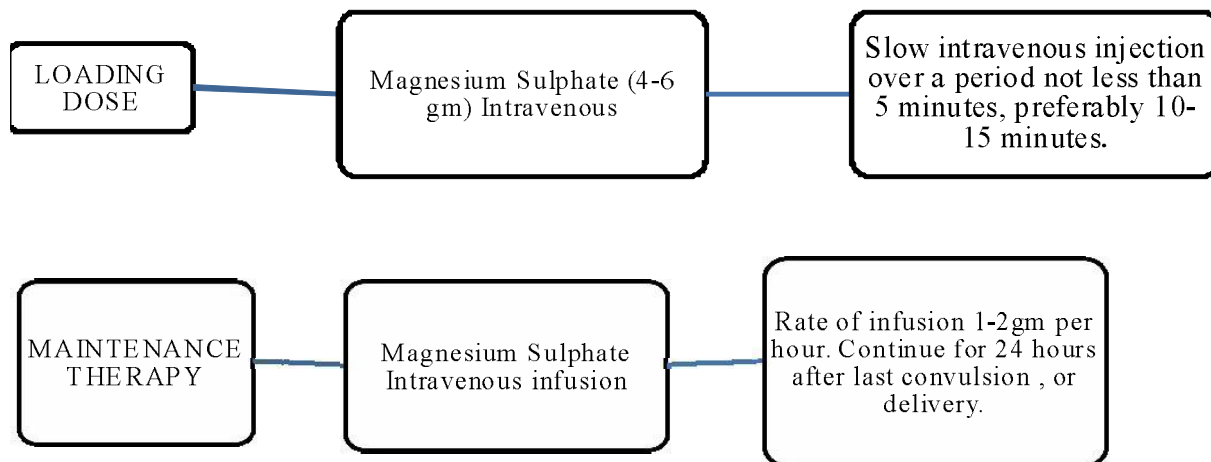 LOADING
DOSE
Magnesium Sulphate (4-6
gm) Intravenous
Slow intravenous injection
over a period not less than
5 minutes, preferably 10-
15 minutes.
MAINTENANCE
THERAPY
Magnesium Sulphate
Intravenous infusion
Rate of infusion 1-2gm per
hour. Continue for 24 hours
after last convulsion , or
delivery.